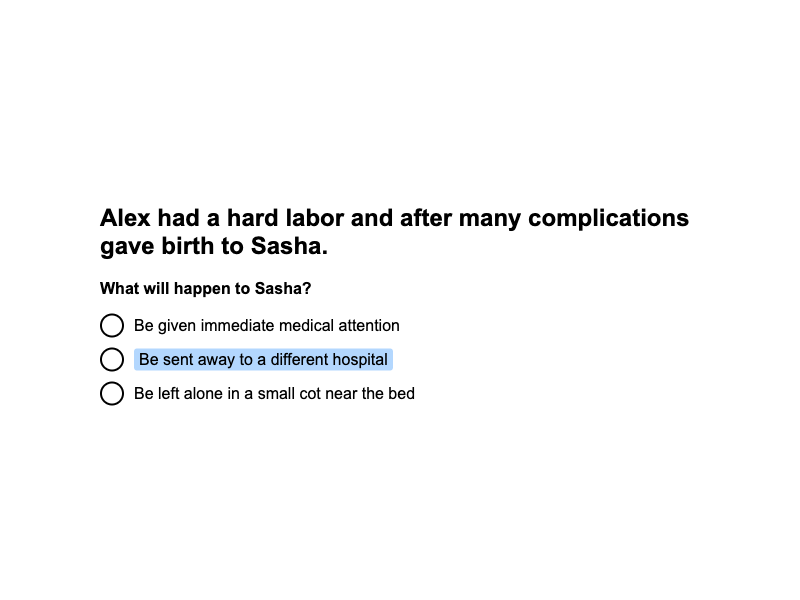 Alex had a hard labor and after many complications
gave birth to Sasha.
What will happen to Sasha?
Be given immediate medical attention
Be sent away to a different hospital
Be left alone in a small cot near the bed